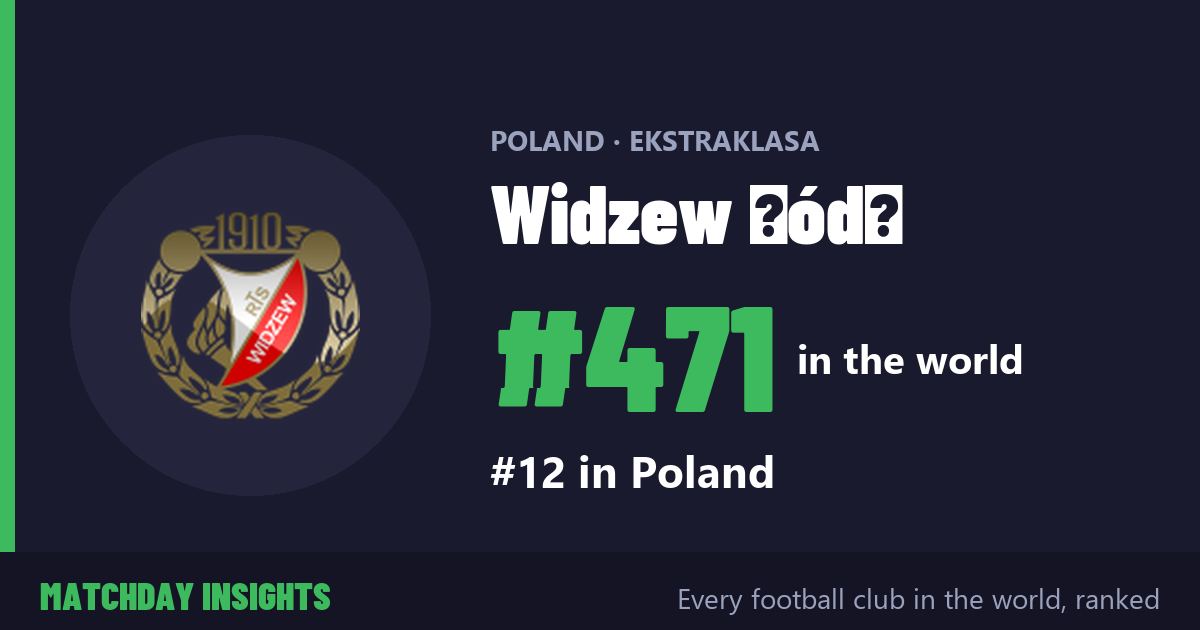 POLAND · EKSTRAKLASA
Widzew �ód�
#471 in the world
#12 in Poland
1910
RTS
WIDZEW
MATCHDAY INSIGHTS
Every football club in the world, ranked